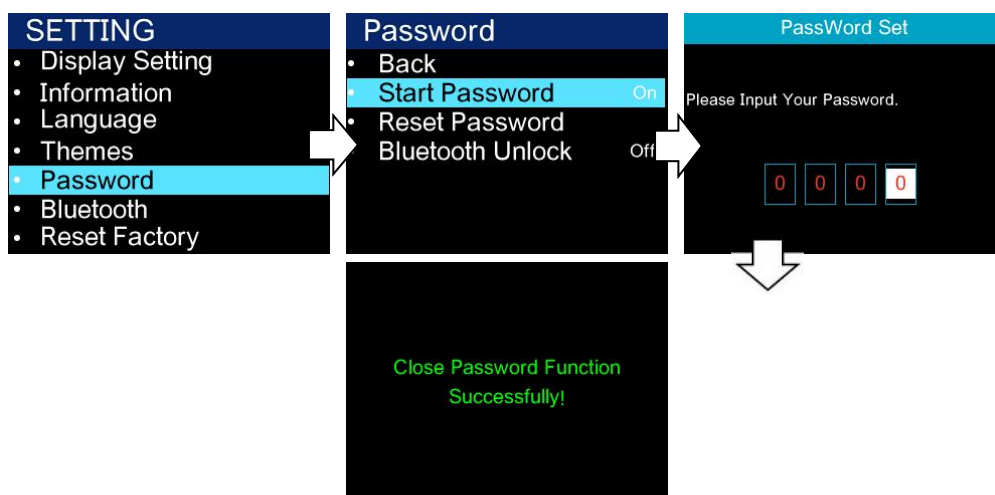 SETTING
• Display Setting
• Information
• Language
• Themes
• Password
• Bluetooth
• Reset Factory
Password
• Back
• Start Password On
• Reset Password
Bluetooth Unlock Off
PassWord Set
Please Input Your Password.
0 0 0 0
Close Password Function
Successfully!